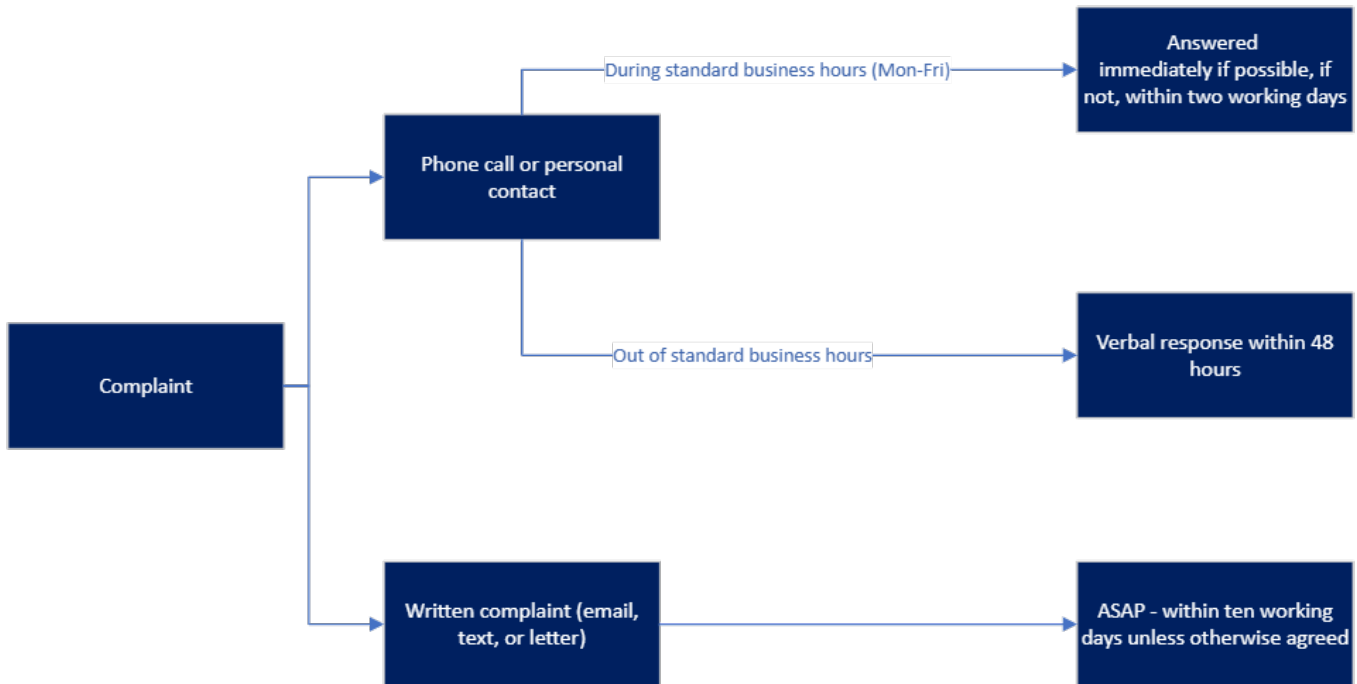 Answered
immediately if possible, if
not, within two working days
During standard business hours (Mon-Fri)
Phone call or personal
contact
Verbal response within 48
hours
Out of standard business hours
Complaint
Written complaint (email,
text, or letter)
ASAP - within ten working
days unless otherwise agreed